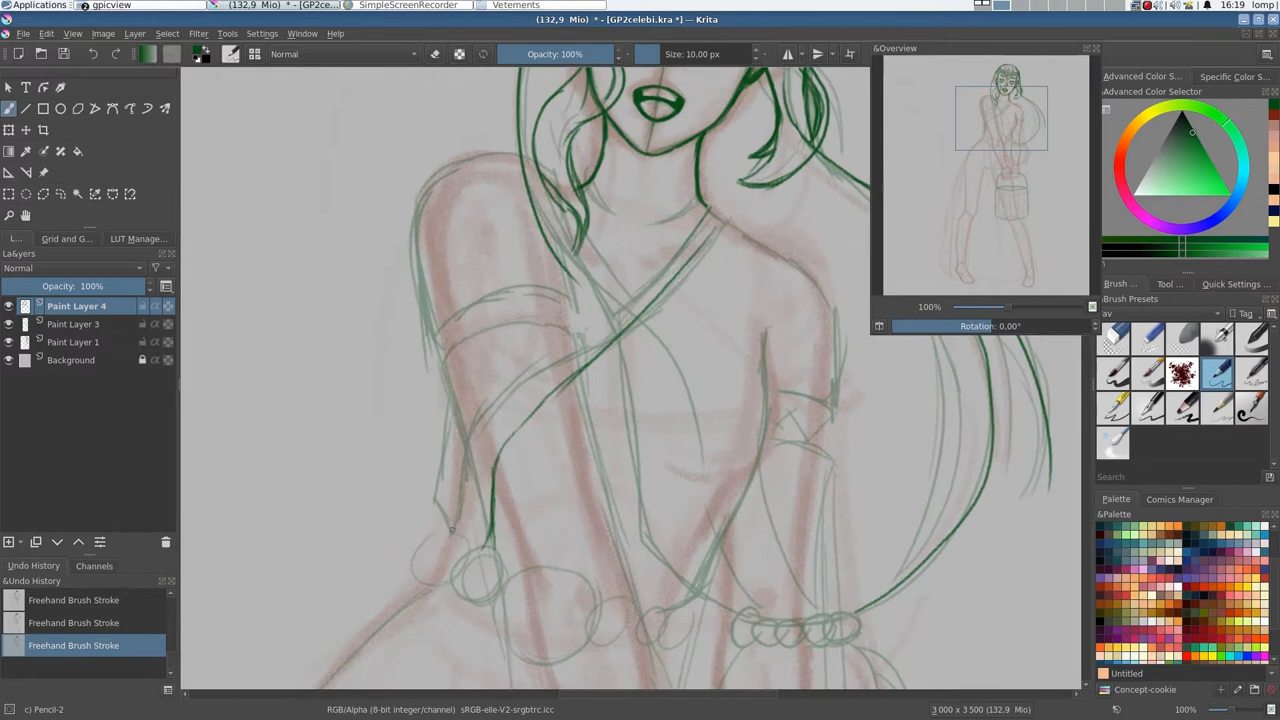 Applications
gpicview
(132,9 Mio) * - [GP2ce...
SimpleScreenRecorder
Vetements
16:19
lomp
(132,9 Mio) * - [GP2celebi.kra *] — Krita
File
Edit
View
Image
Layer
Select
Filter
Tools
Settings
Window
Help
Normal
Opacity: 100%
Size: 10,00 px
&Overview
100%
Rotation: 0,00°
Advanced Color S...
Specific Color S...
Advanced Color Selector
L...
Grid and G...
LUT Manage...
La&yers
Normal
Opacity: 100%
Paint Layer 4
Paint Layer 3
Paint Layer 1
Background
Brush ...
Tool ...
Quick Settings ...
Brush Presets
av
Tag
Search
Palette
Comics Manager
&Palette
Untitled
Concept-cookie
Undo History
Channels
&Undo History
Freehand Brush Stroke
Freehand Brush Stroke
Freehand Brush Stroke
c) Pencil-2
RGB/Alpha (8-bit integer/channel) sRGB-elle-V2-srgbtrc.icc
3 000 x 3 500 (132,9 Mio)
100%